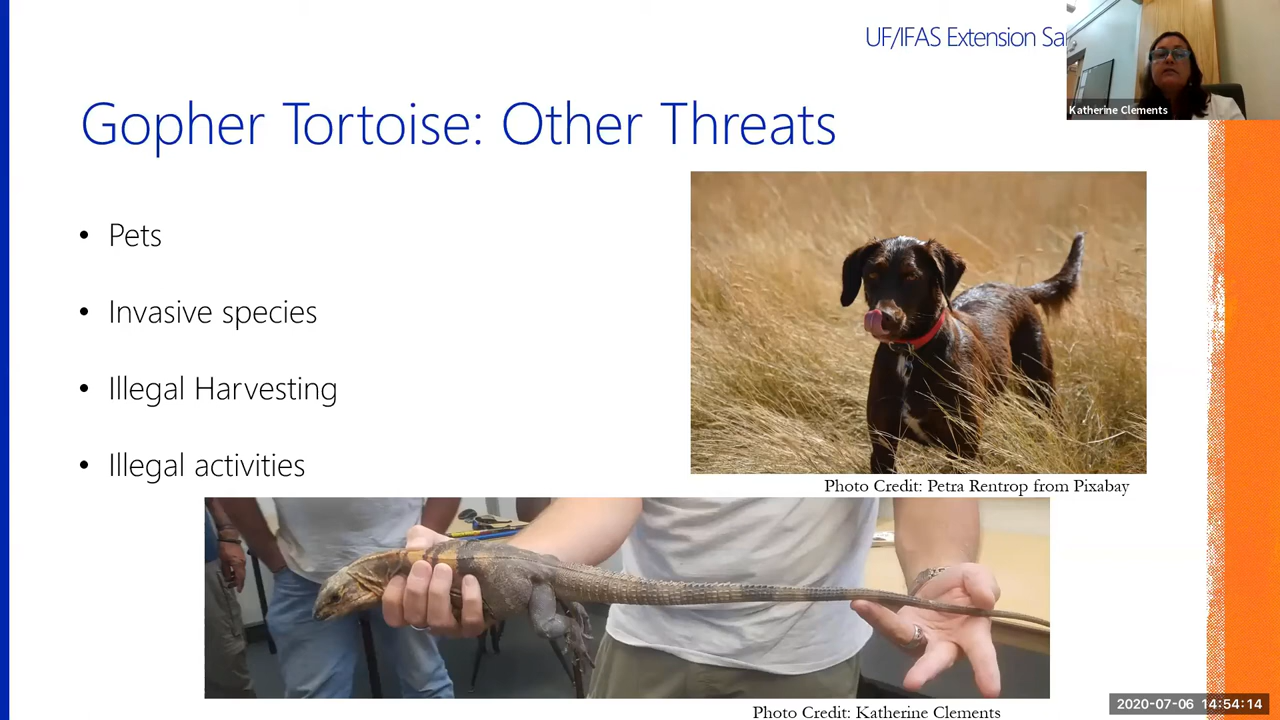 UF/IFAS Extension
Katherine Clements
Gopher Tortoise: Other Threats
• Pets
• Invasive species
• Illegal Harvesting
• Illegal activities
Photo Credit: Petra Rentrop from Pixabay
Photo Credit: Katherine Clements
2020-07-06 14:54:14